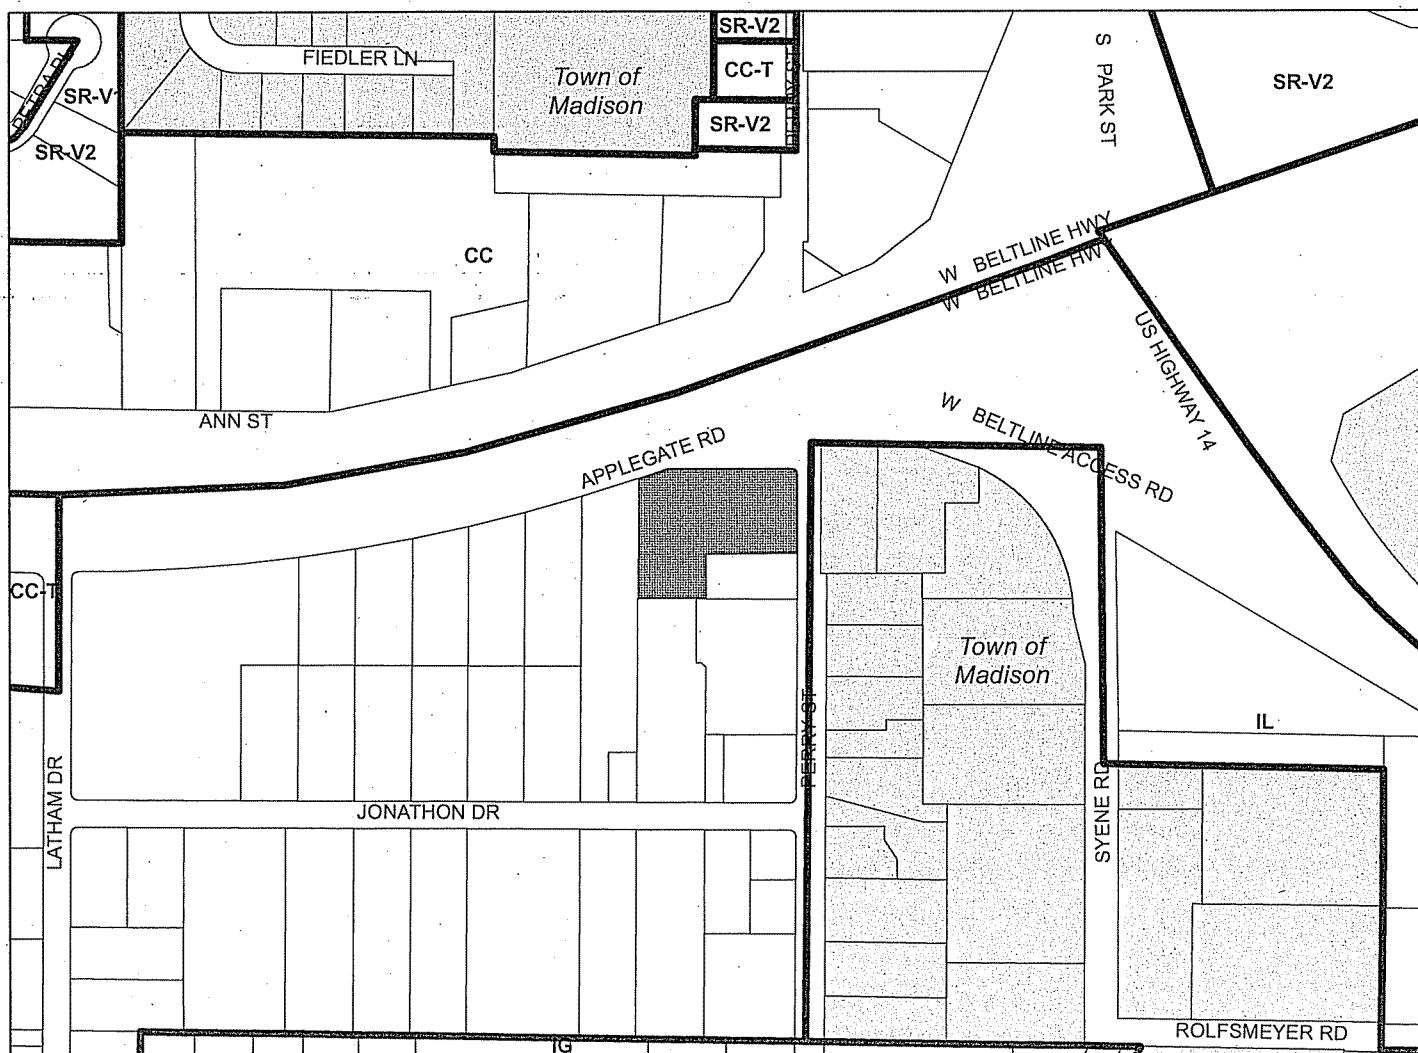 SR-V2
S PARK ST
FIEDLER LN
Town of
Madison
CC-T
SR-V2
SR-V1
SR-V2
SR-V2
CC
W BELTLINE HWY
W BELTLINE HW
US HIGHWAY 14
ANN ST
APPLEGATE RD
W BELTLINE ACCESS RD
CC-T
Town of
Madison
PERRY ST
IL
LATHAM DR
JONATHON DR
SYENE RD
ROLFSMEYER RD
IG